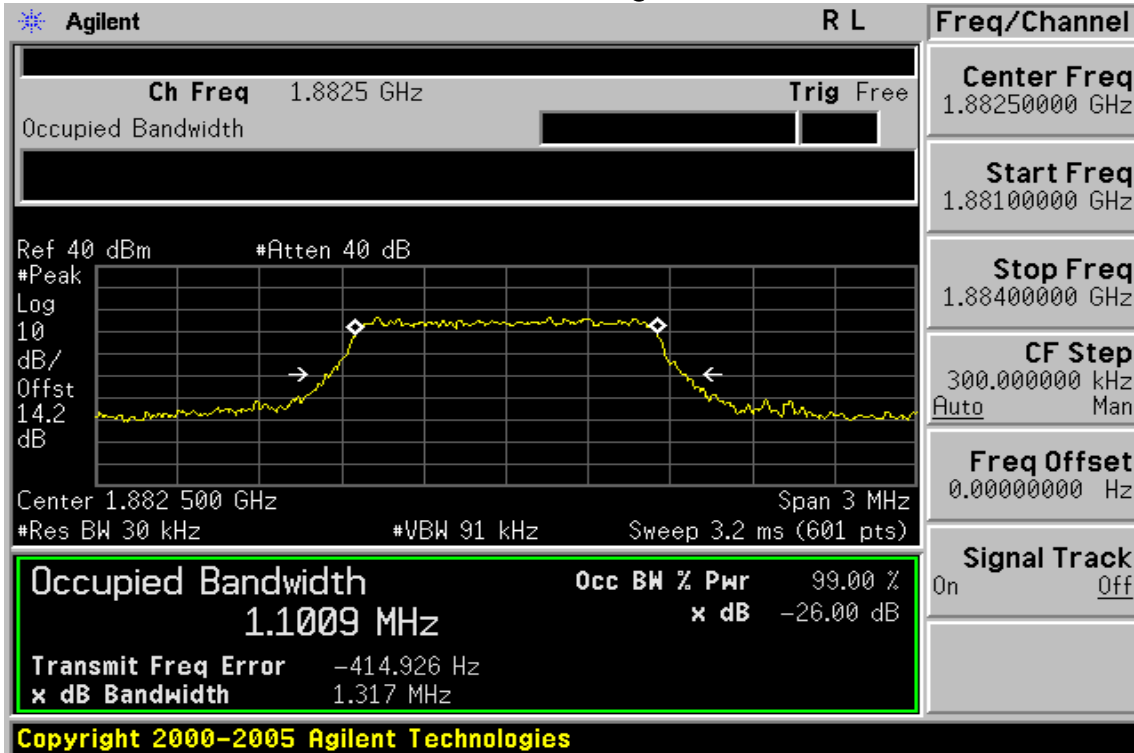 Agilent R L Freq/Channel
Ch Freq 1.8825 GHz Trig Free
Occupied Bandwidth
Center Freq
1.88250000 GHz
Start Freq
1.88100000 GHz
Stop Freq
1.88400000 GHz
CF Step
300.000000 kHz
Auto Man
Freq Offset
0.00000000 Hz
Signal Track
On Off
Ref 40 dBm #Atten 40 dB
#Peak
Log
10
dB/
Offst
14.2
dB
Center 1.882 500 GHz Span 3 MHz
#Res BW 30 kHz #VBW 91 kHz Sweep 3.2 ms (601 pts)
Occupied Bandwidth Occ BW % Pwr 99.00 %
1.1009 MHz x dB -26.00 dB
Transmit Freq Error -414.926 Hz
x dB Bandwidth 1.317 MHz
Copyright 2000-2005 Agilent Technologies